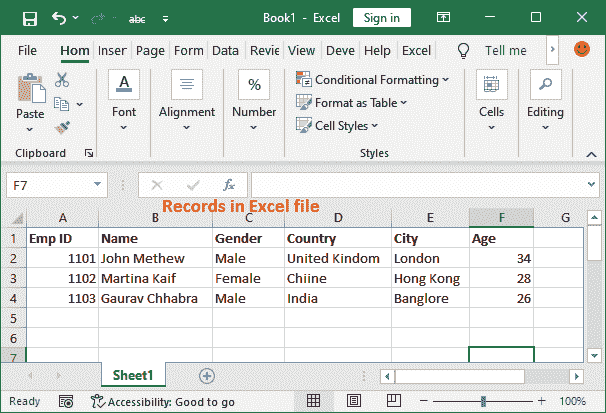 abc Book1 - Excel Sign in
File Hom Inser Page Form Data Revie View Deve Help Excel Tell me
Paste Font Alignment Number Conditional Formatting Format as Table Cell Styles Cells Editing
Clipboard Styles
F7 fx
Records in Excel file
A B C D E F G
1 Emp ID Name Gender Country City Age
2 1101 John Methew Male United Kindom London 34
3 1102 Martina Kaif Female Chiine Hong Kong 28
4 1103 Gaurav Chhabra Male India Banglore 26
5
6
7
Sheet1
Ready Accessibility: Good to go 100%